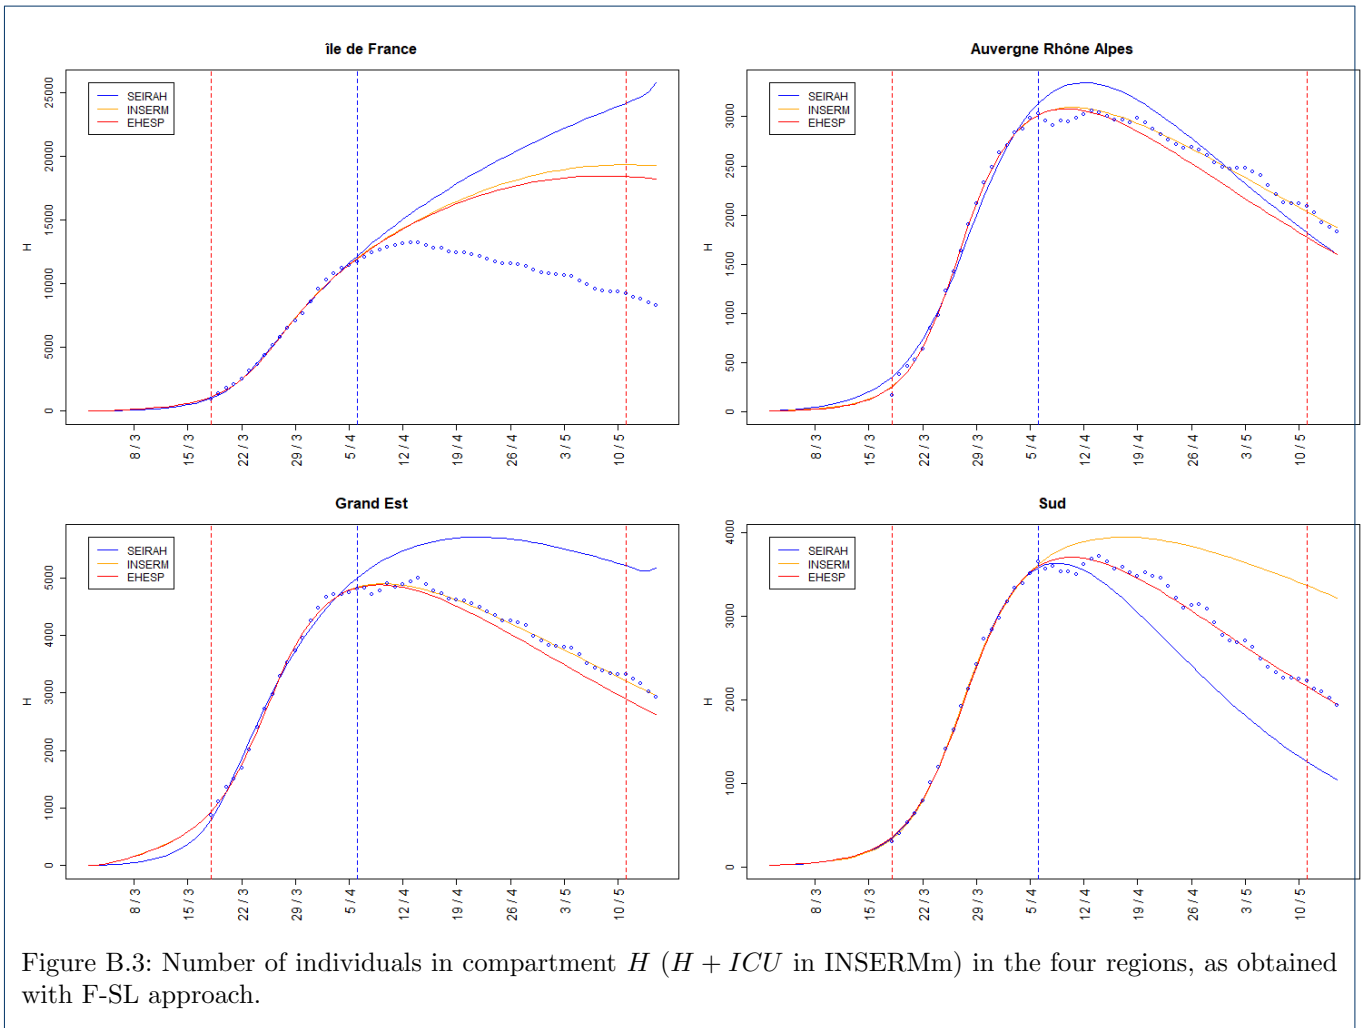 île de France
SEIRAH
INSERM
EHESP
H
0
5000
10000
15000
20000
25000
8 / 3
15 / 3
22 / 3
29 / 3
5 / 4
12 / 4
19 / 4
26 / 4
3 / 5
10 / 5
Auvergne Rhône Alpes
SEIRAH
INSERM
EHESP
H
0
500
1000
1500
2000
2500
3000
8 / 3
15 / 3
22 / 3
29 / 3
5 / 4
12 / 4
19 / 4
26 / 4
3 / 5
10 / 5
Grand Est
SEIRAH
INSERM
EHESP
H
0
1000
2000
3000
4000
5000
8 / 3
15 / 3
22 / 3
29 / 3
5 / 4
12 / 4
19 / 4
26 / 4
3 / 5
10 / 5
Sud
SEIRAH
INSERM
EHESP
H
0
1000
2000
3000
4000
8 / 3
15 / 3
22 / 3
29 / 3
5 / 4
12 / 4
19 / 4
26 / 4
3 / 5
10 / 5
Figure B.3: Number of individuals in compartment H (H + ICU in INSERMm) in the four regions, as obtained
with F-SL approach.